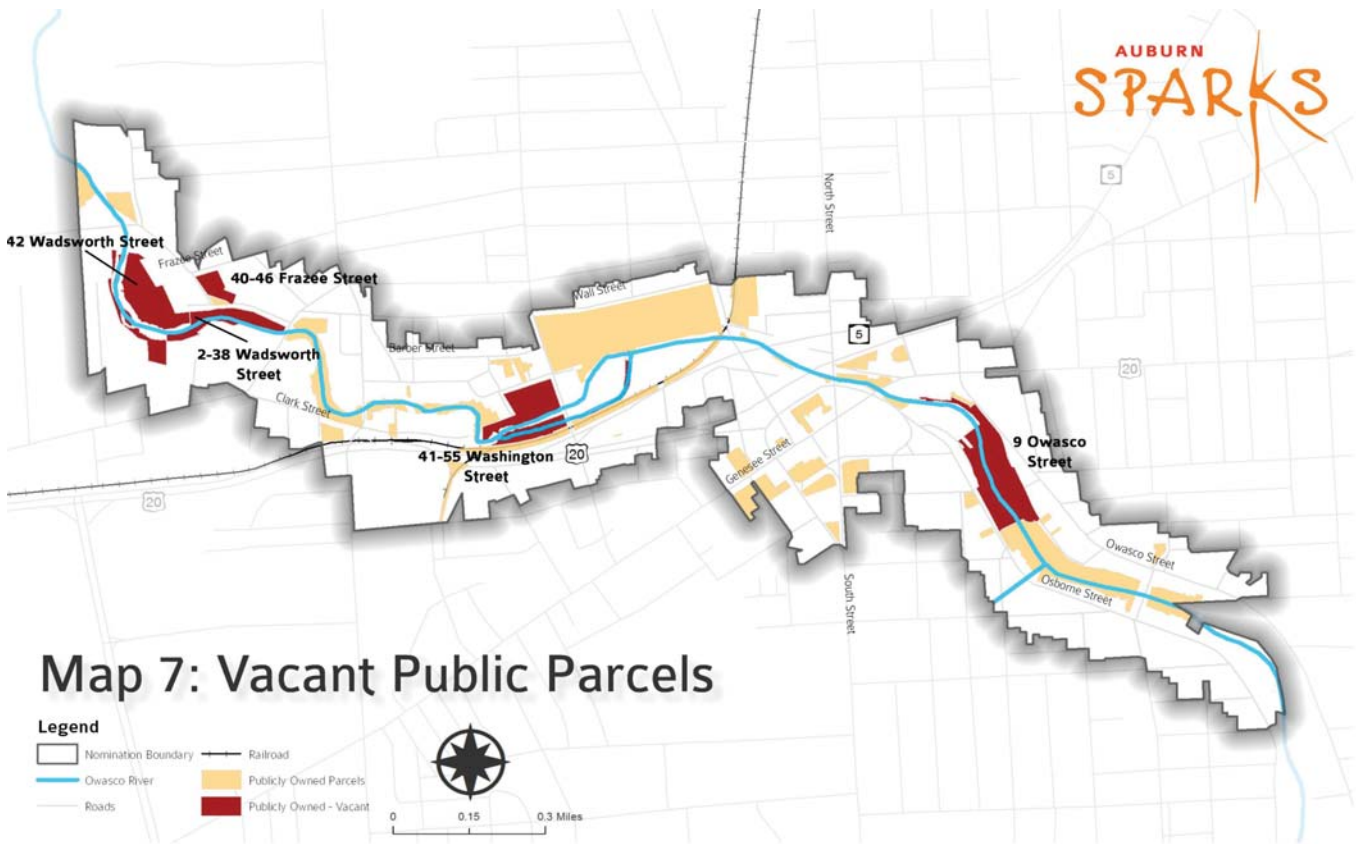 AUBURN
SPARKS
5
North Street
42 Wadsworth Street
Frazee Street
40-46 Frazee Street
Wall Street
5
2-38 Wadsworth
Street
Barber Street
20
Clark Street
9 Owasco
Street
41-55 Washington
Street
20
Genesee Street
20
Owasco Street
Osborne Street
South Street
Map 7: Vacant Public Parcels
Legend
Nomination Boundary
Railroad
Owasco River
Publicly Owned Parcels
Roads
Publicly Owned - Vacant
0 0.15 0.3 Miles